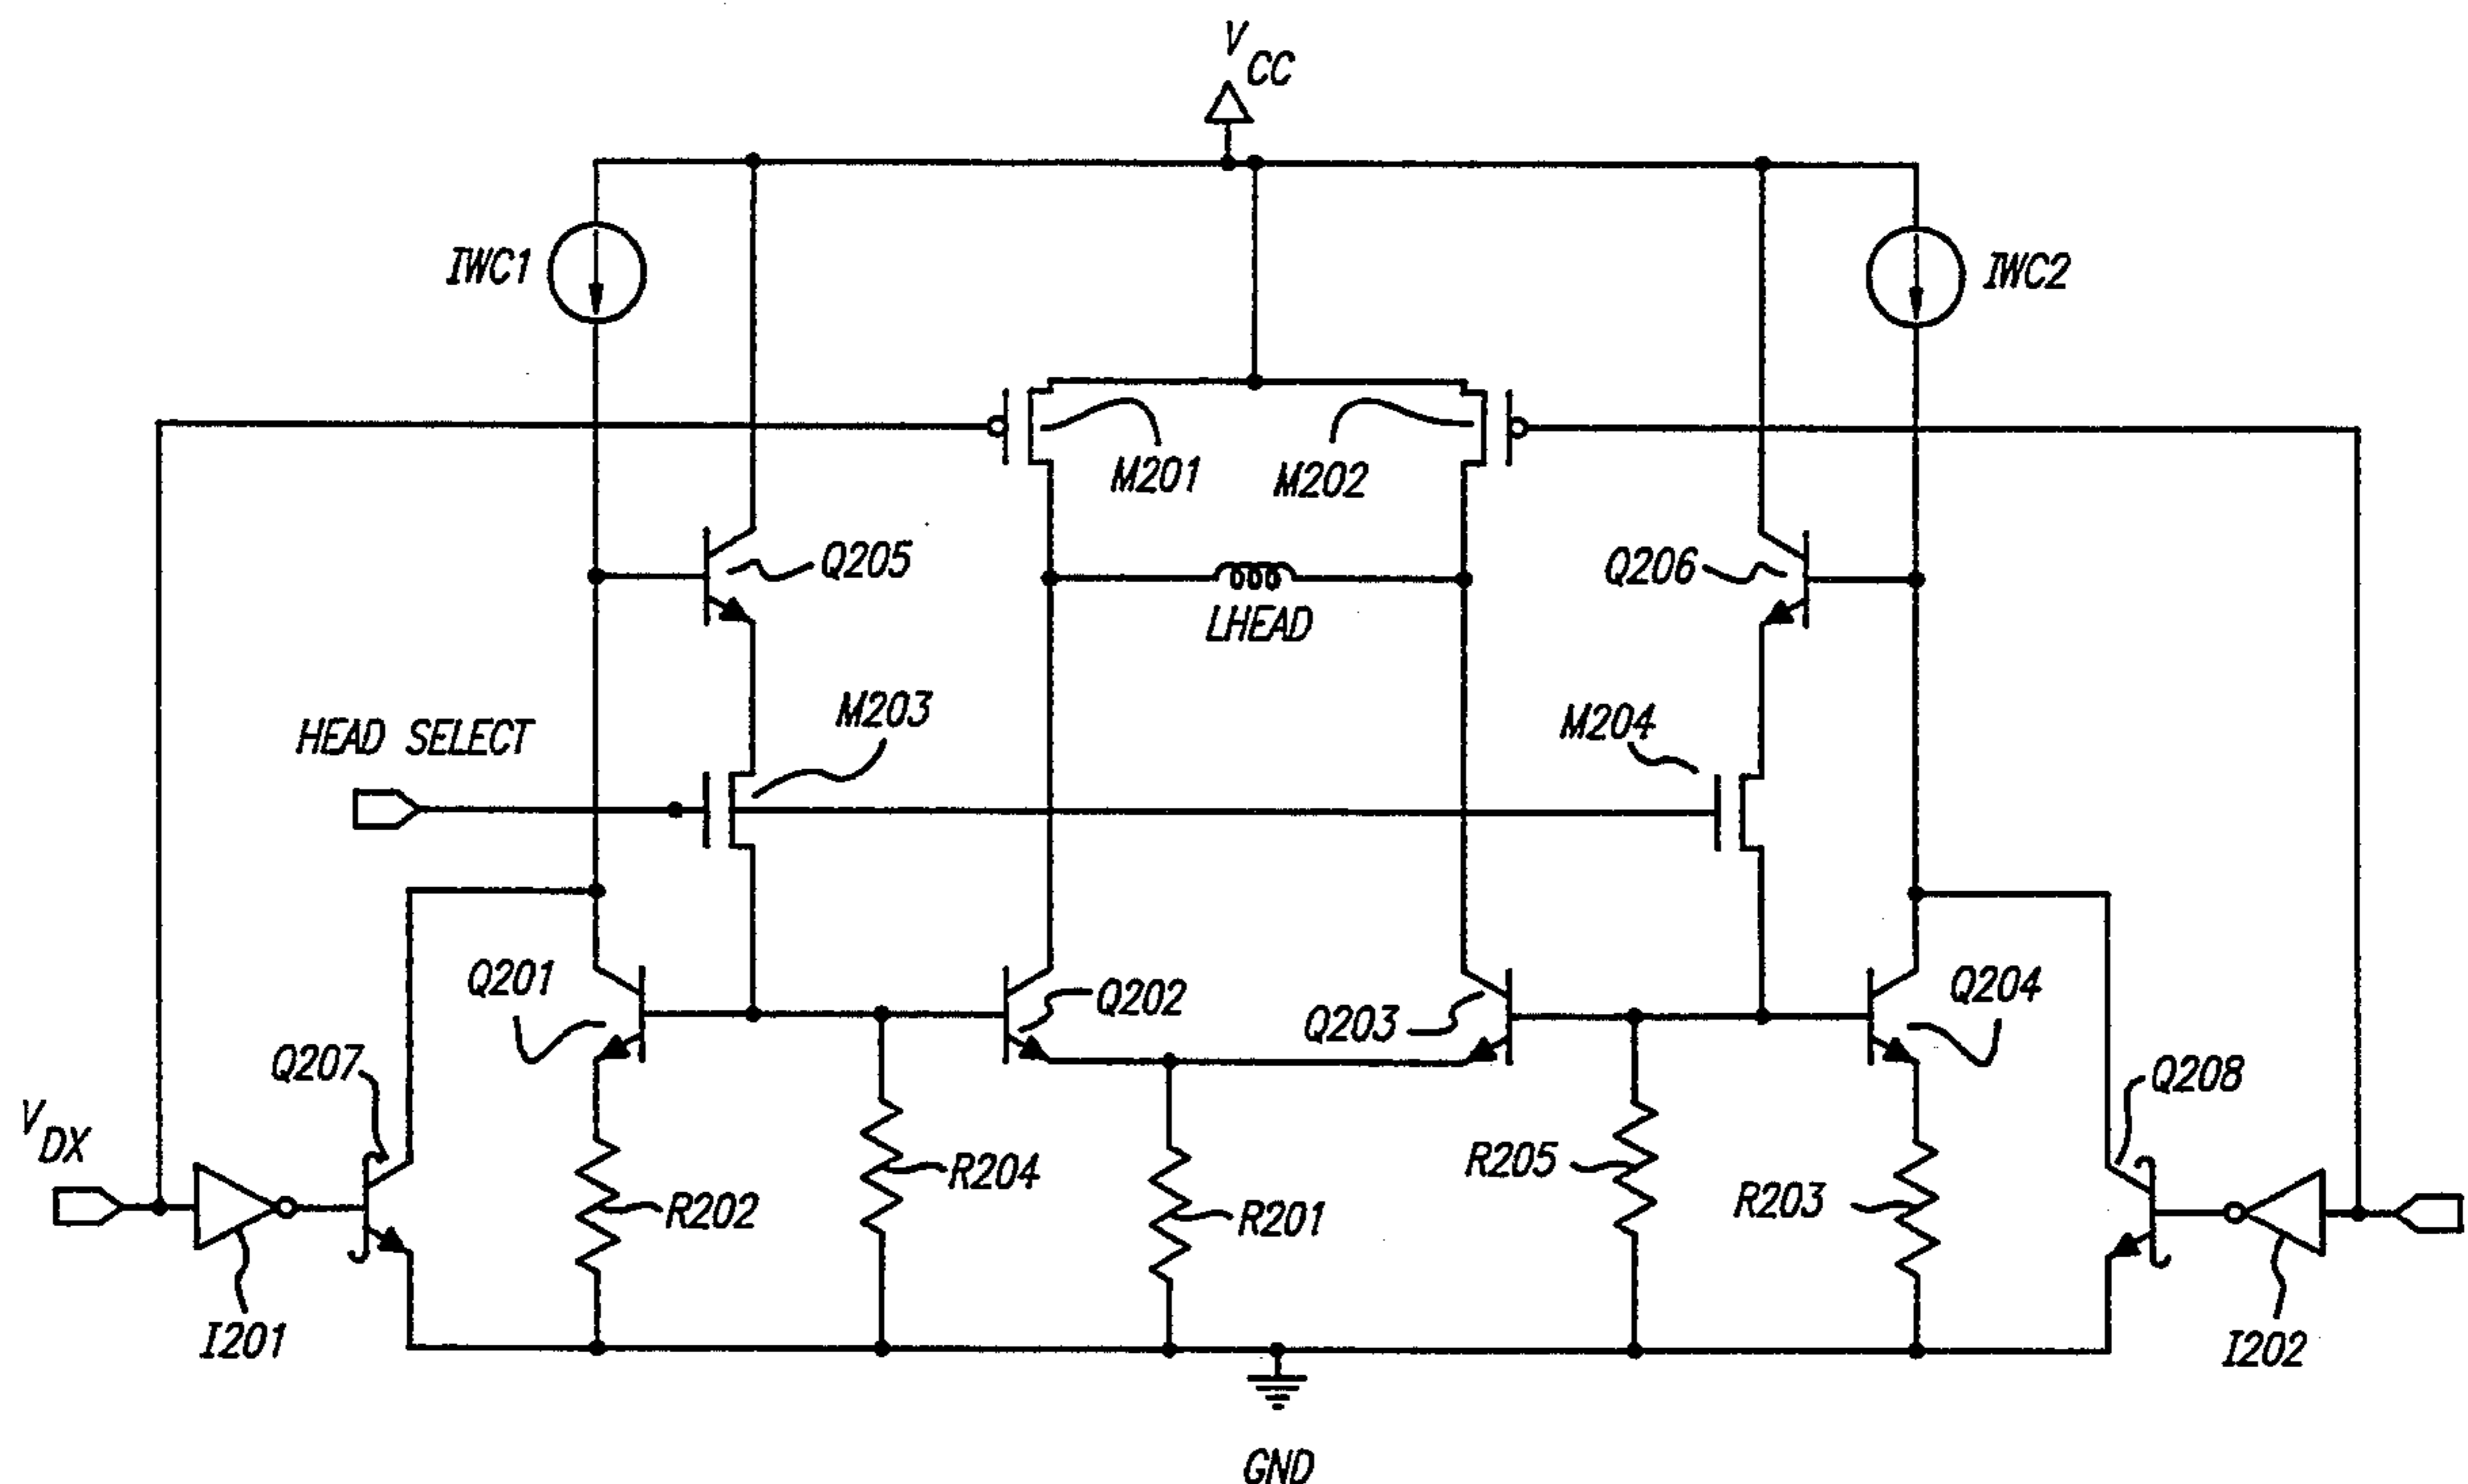 V CC
IWC1
IWC2
M201
M202
Q205
Q206
LHEAD
HEAD SELECT
M203
M204
Q201
Q202
Q203
Q204
Q207
Q208
V DX
R202
R204
R201
R205
R203
I201
I202
GND